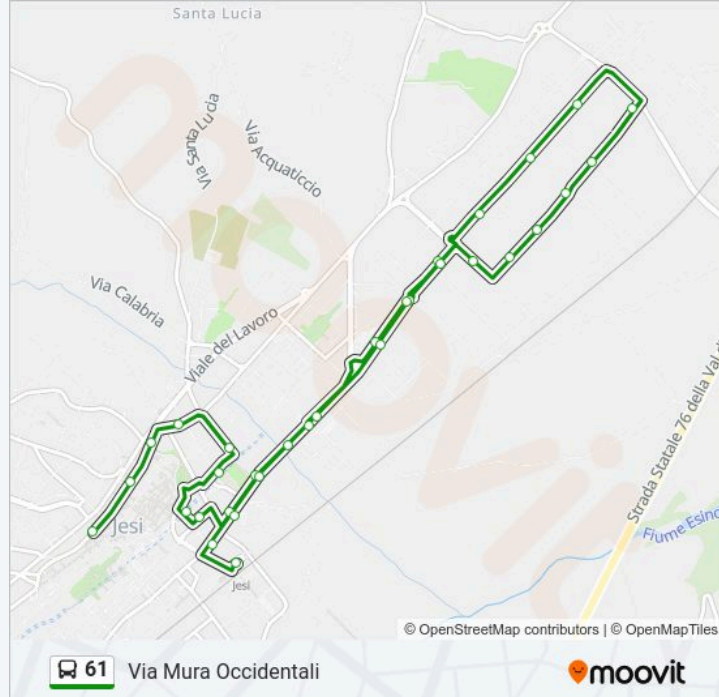 Santa Lucia
Via Santa Lucia
Via Acquaticcio
Via Calabria
Viale del Lavoro
moovit
Strada Statale 76 della Val d
Jesi
Fiume Esino
Jesi
© OpenStreetMap contributors | © OpenMapTiles
61 Via Mura Occidentali
moovit